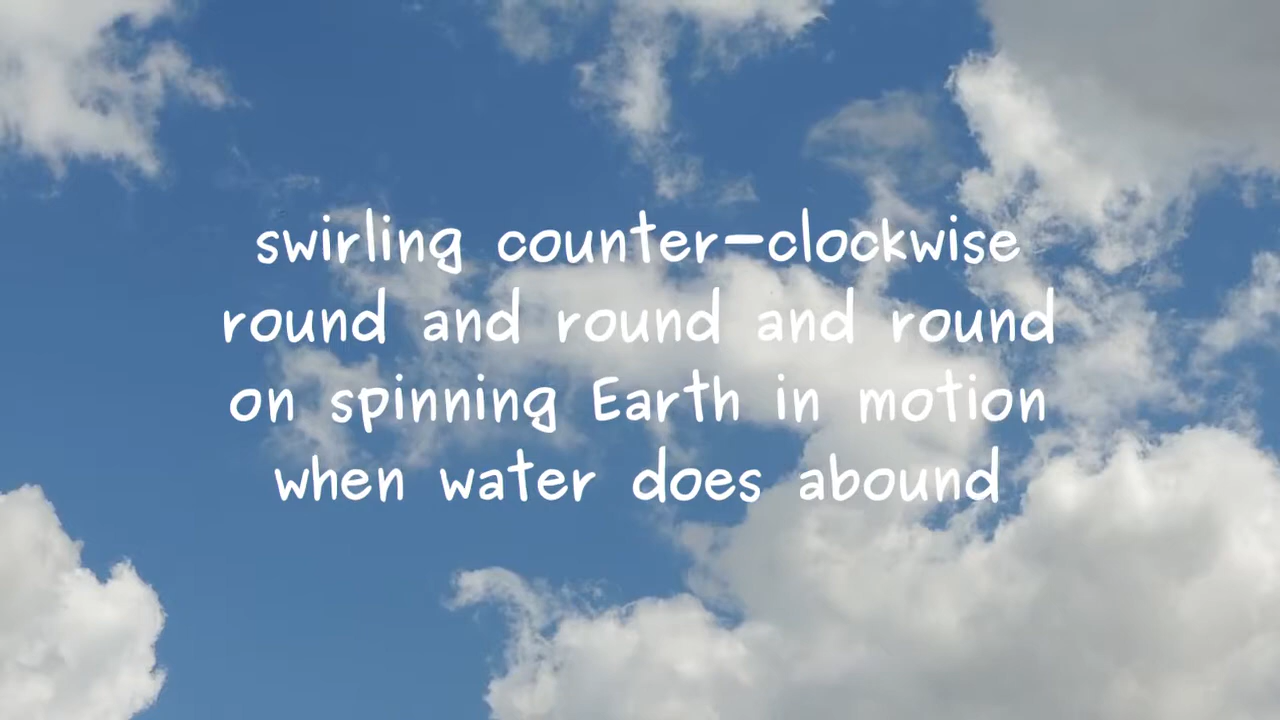 swirling counter-clockwise
round and round and round
on spinning Earth in motion
when water does abound